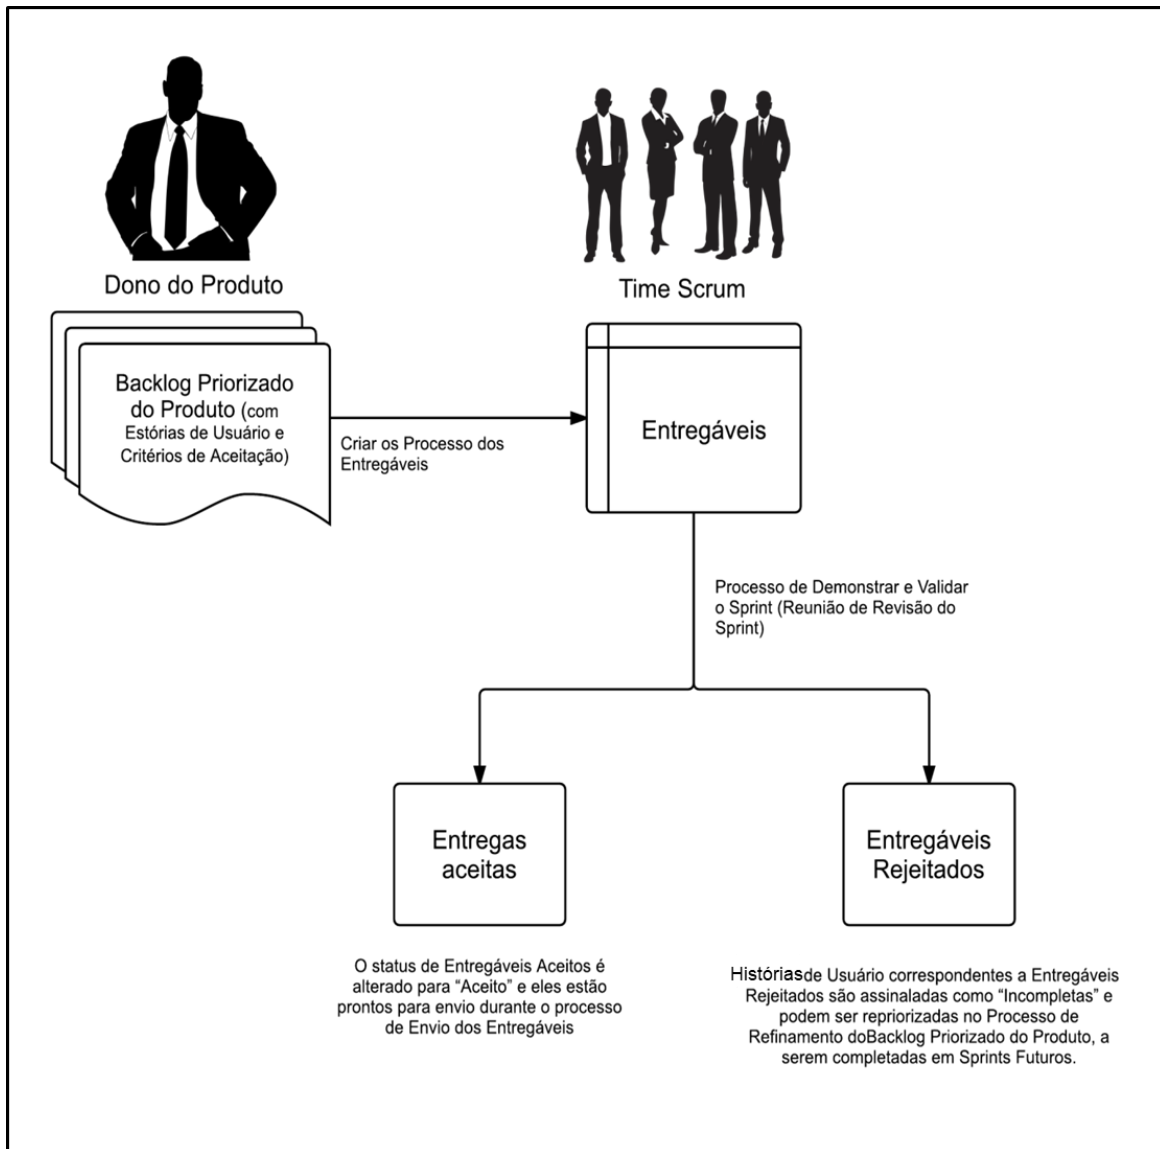 Dono do Produto
Time Scrum
Backlog Priorizado
do Produto (com
Estórias de Usuário e
Critérios de Aceitação)
Criar os Processo dos
Entregáveis
Entregáveis
Processo de Demonstrar e Validar
o Sprint (Reunião de Revisão do
Sprint)
Entregas
aceitas
Entregáveis
Rejeitados
O status de Entregáveis Aceitos é
alterado para “Aceito” e eles estão
prontos para envio durante o processo
de Envio dos Entregáveis
Histórias de Usuário correspondentes a Entregáveis
Rejeitados são assinaladas como “Incompletas” e
podem ser repriorizadas no Processo de
Refinamento doBacklog Priorizado do Produto, a
serem completadas em Sprints Futuros.